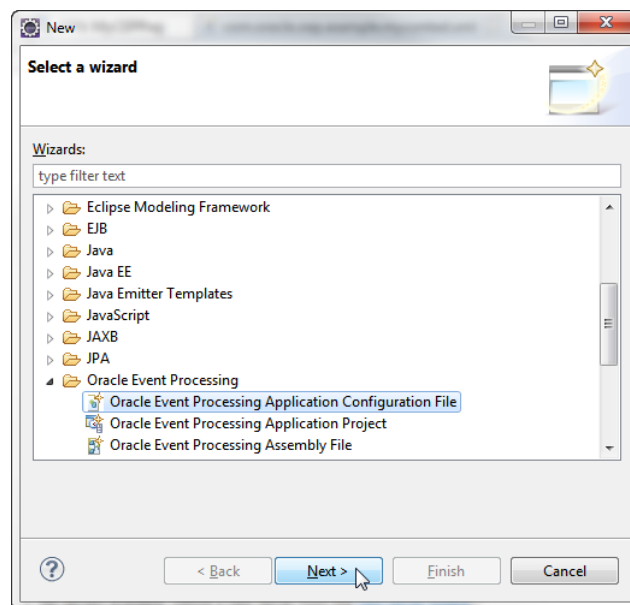 New
Select a wizard
Wizards:
type filter text
Eclipse Modeling Framework
EJB
Java
Java EE
Java Emitter Templates
JavaScript
JAXB
JPA
Oracle Event Processing
Oracle Event Processing Application Configuration File
Oracle Event Processing Application Project
Oracle Event Processing Assembly File
?
< Back
Next >
Finish
Cancel